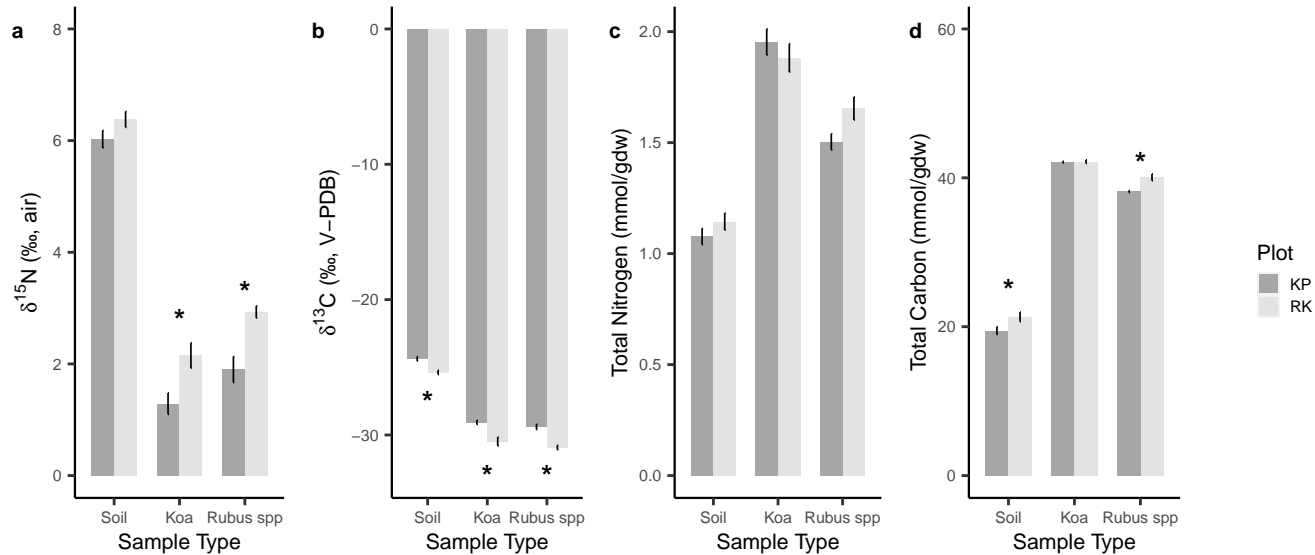 a
8
6
4
2
0
δ15N (‰, air)
*
*
Soil
Koa
Rubus spp
Sample Type
b
0
−10
−20
−30
δ13C (‰, V−PDB)
*
*
*
Soil
Koa
Rubus spp
Sample Type
c
2.0
1.5
1.0
0.5
0.0
Total Nitrogen (mmol/gdw)
Soil
Koa
Rubus spp
Sample Type
d
60
40
20
0
Total Carbon (mmol/gdw)
*
*
Soil
Koa
Rubus spp
Sample Type
Plot
KP
RK